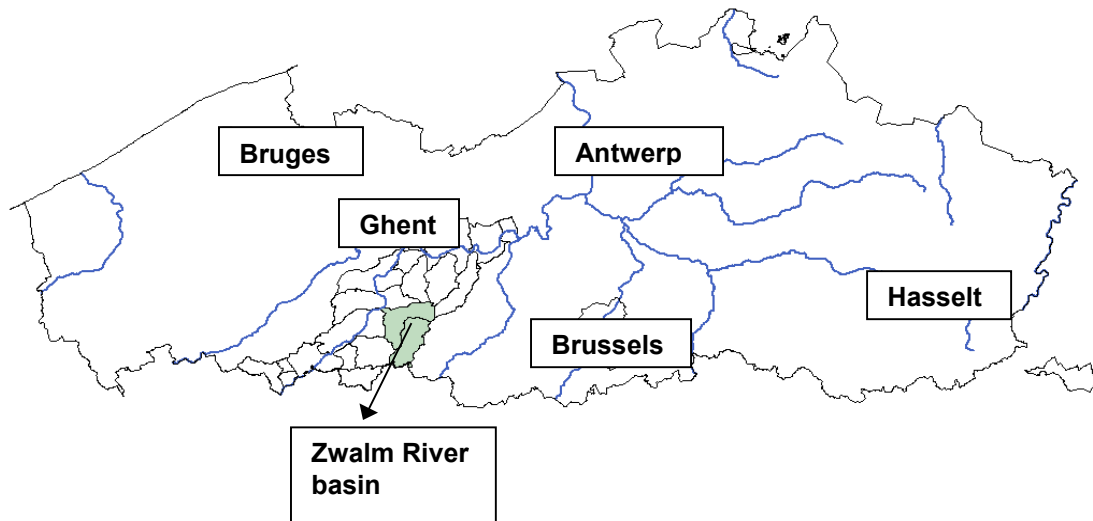 Bruges
Antwerp
Ghent
Hasselt
Brussels
Zwalm River
basin